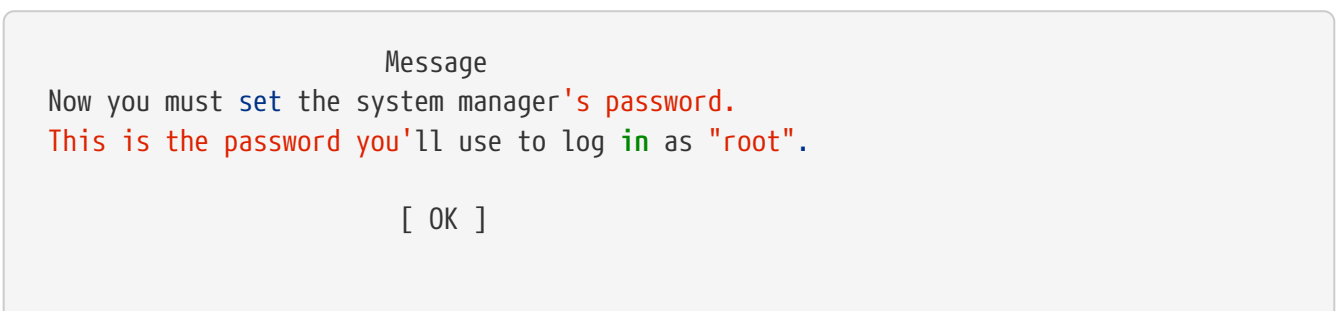 Message
Now you must set the system manager's password.
This is the password you'll use to log in as "root".
[ OK ]